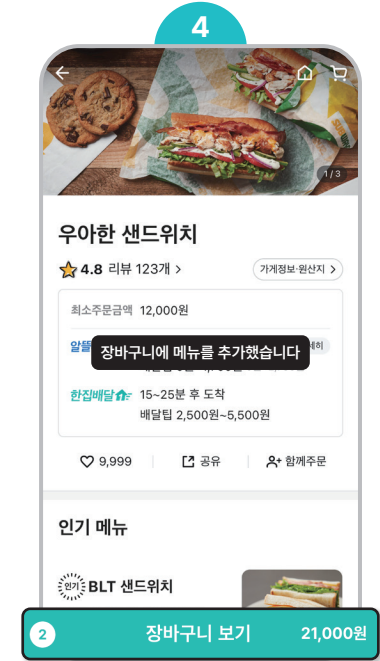 4
1/3
우아한 샌드위치
4.8 리뷰 123개 >
가게정보·원산지 >
최소주문금액 12,000원
알뜰
장바구니에 메뉴를 추가했습니다
한집배달 15~25분 후 도착
배달팁 2,500원~5,500원
9,999
공유
함께주문
인기 메뉴
인기 BLT 샌드위치
2 장바구니 보기 21,000원